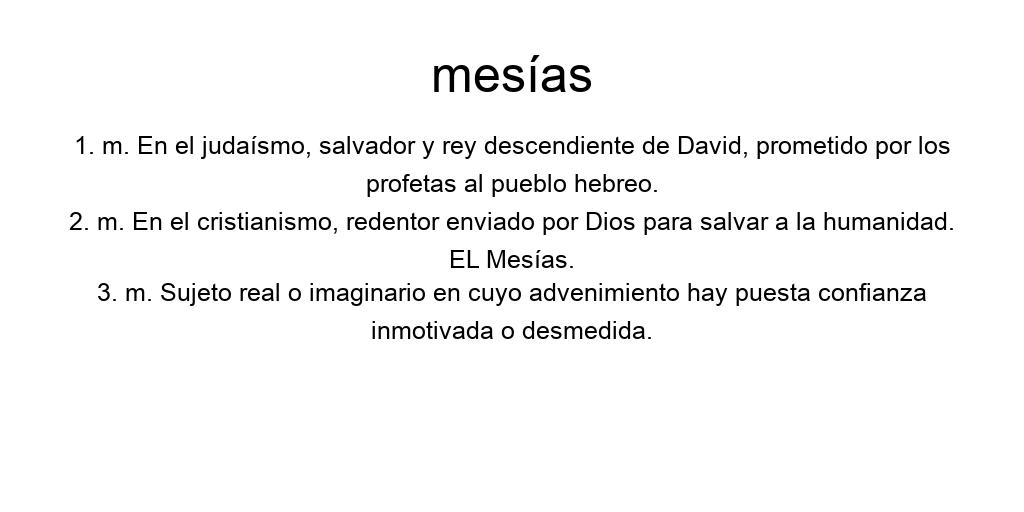 mesías
1. m. En el judaísmo, salvador y rey descendiente de David, prometido por los
profetas al pueblo hebreo.
2. m. En el cristianismo, redentor enviado por Dios para salvar a la humanidad.
EL Mesías.
3. m. Sujeto real o imaginario en cuyo advenimiento hay puesta confianza
inmotivada o desmedida.